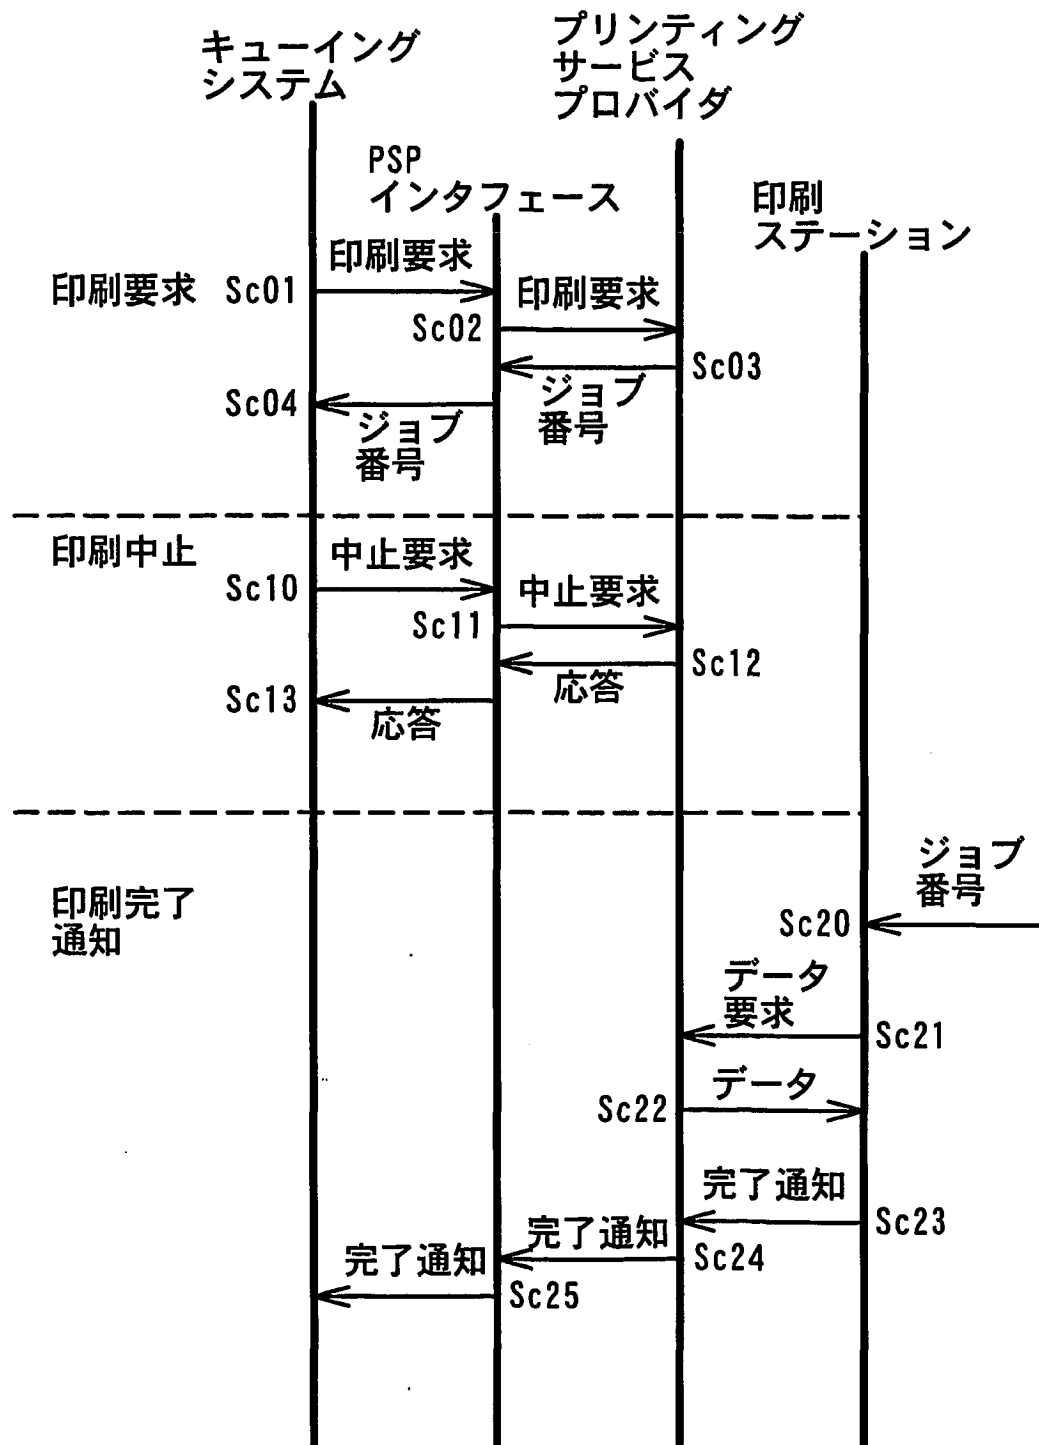 キューイング
システム
プリンティング
サービス
プロバイダ
PSP
インタフェース
印刷
ステーション
印刷要求
Sc01
印刷要求
印刷要求
Sc02
Sc03
ジョブ
番号
Sc04
ジョブ
番号
印刷中止
中止要求
Sc10
中止要求
Sc11
Sc12
応答
Sc13
応答
印刷完了
通知
ジョブ
番号
Sc20
データ
要求
Sc21
データ
Sc22
完了通知
Sc23
完了通知
Sc24
完了通知
Sc25